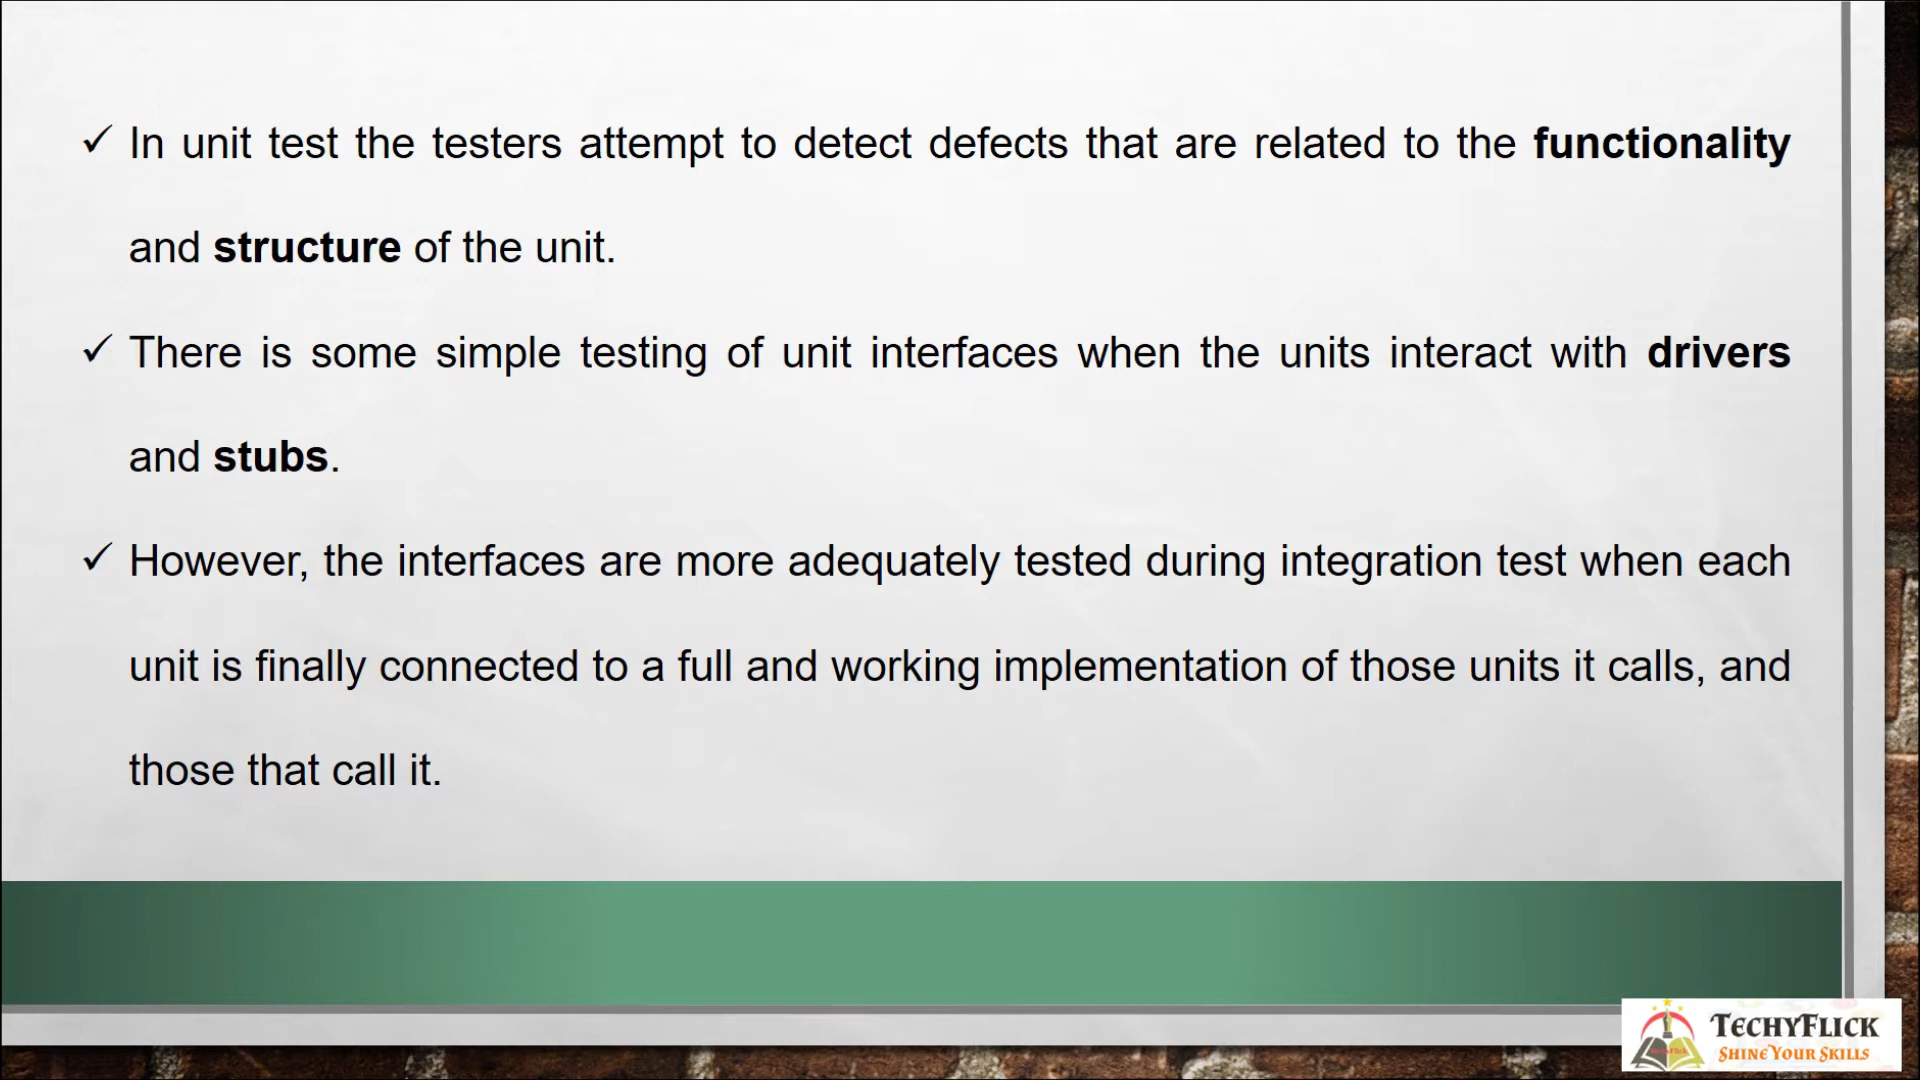 ✓ In unit test the testers attempt to detect defects that are related to the functionality
and structure of the unit.
✓ There is some simple testing of unit interfaces when the units interact with drivers
and stubs.
✓ However, the interfaces are more adequately tested during integration test when each
unit is finally connected to a full and working implementation of those units it calls, and
those that call it.
TECHYFLICK
SHINE YOUR SKILLS